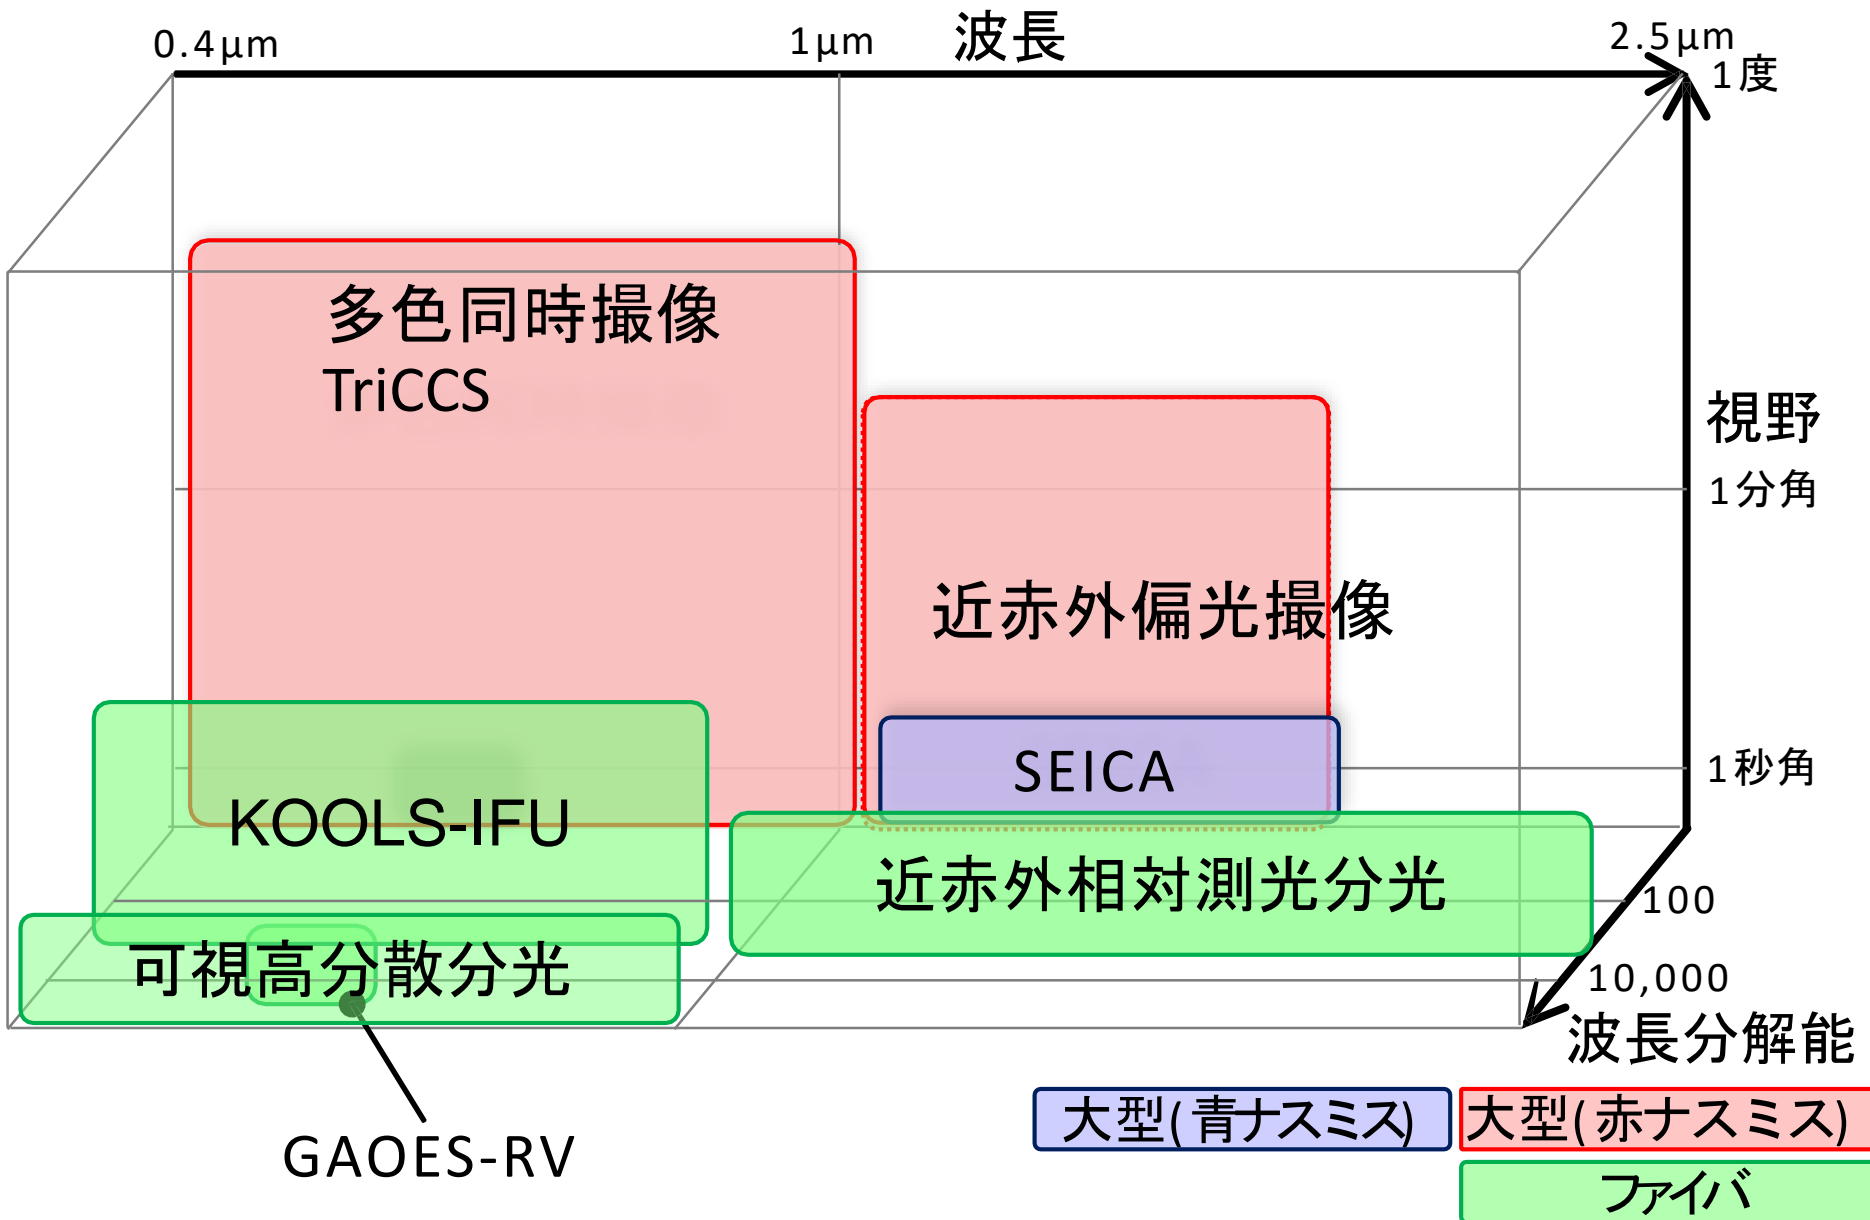 0.4μm
1μm
波長
2.5μm
1度
多色同時撮像
TriCCS
視野
1分角
近赤外偏光撮像
SEICA
1秒角
KOOLS-IFU
近赤外相対測光分光
100
可視高分散分光
10,000
波長分解能
GAOES-RV
大型(青ナスミス)
大型(赤ナスミス)
ファイバ